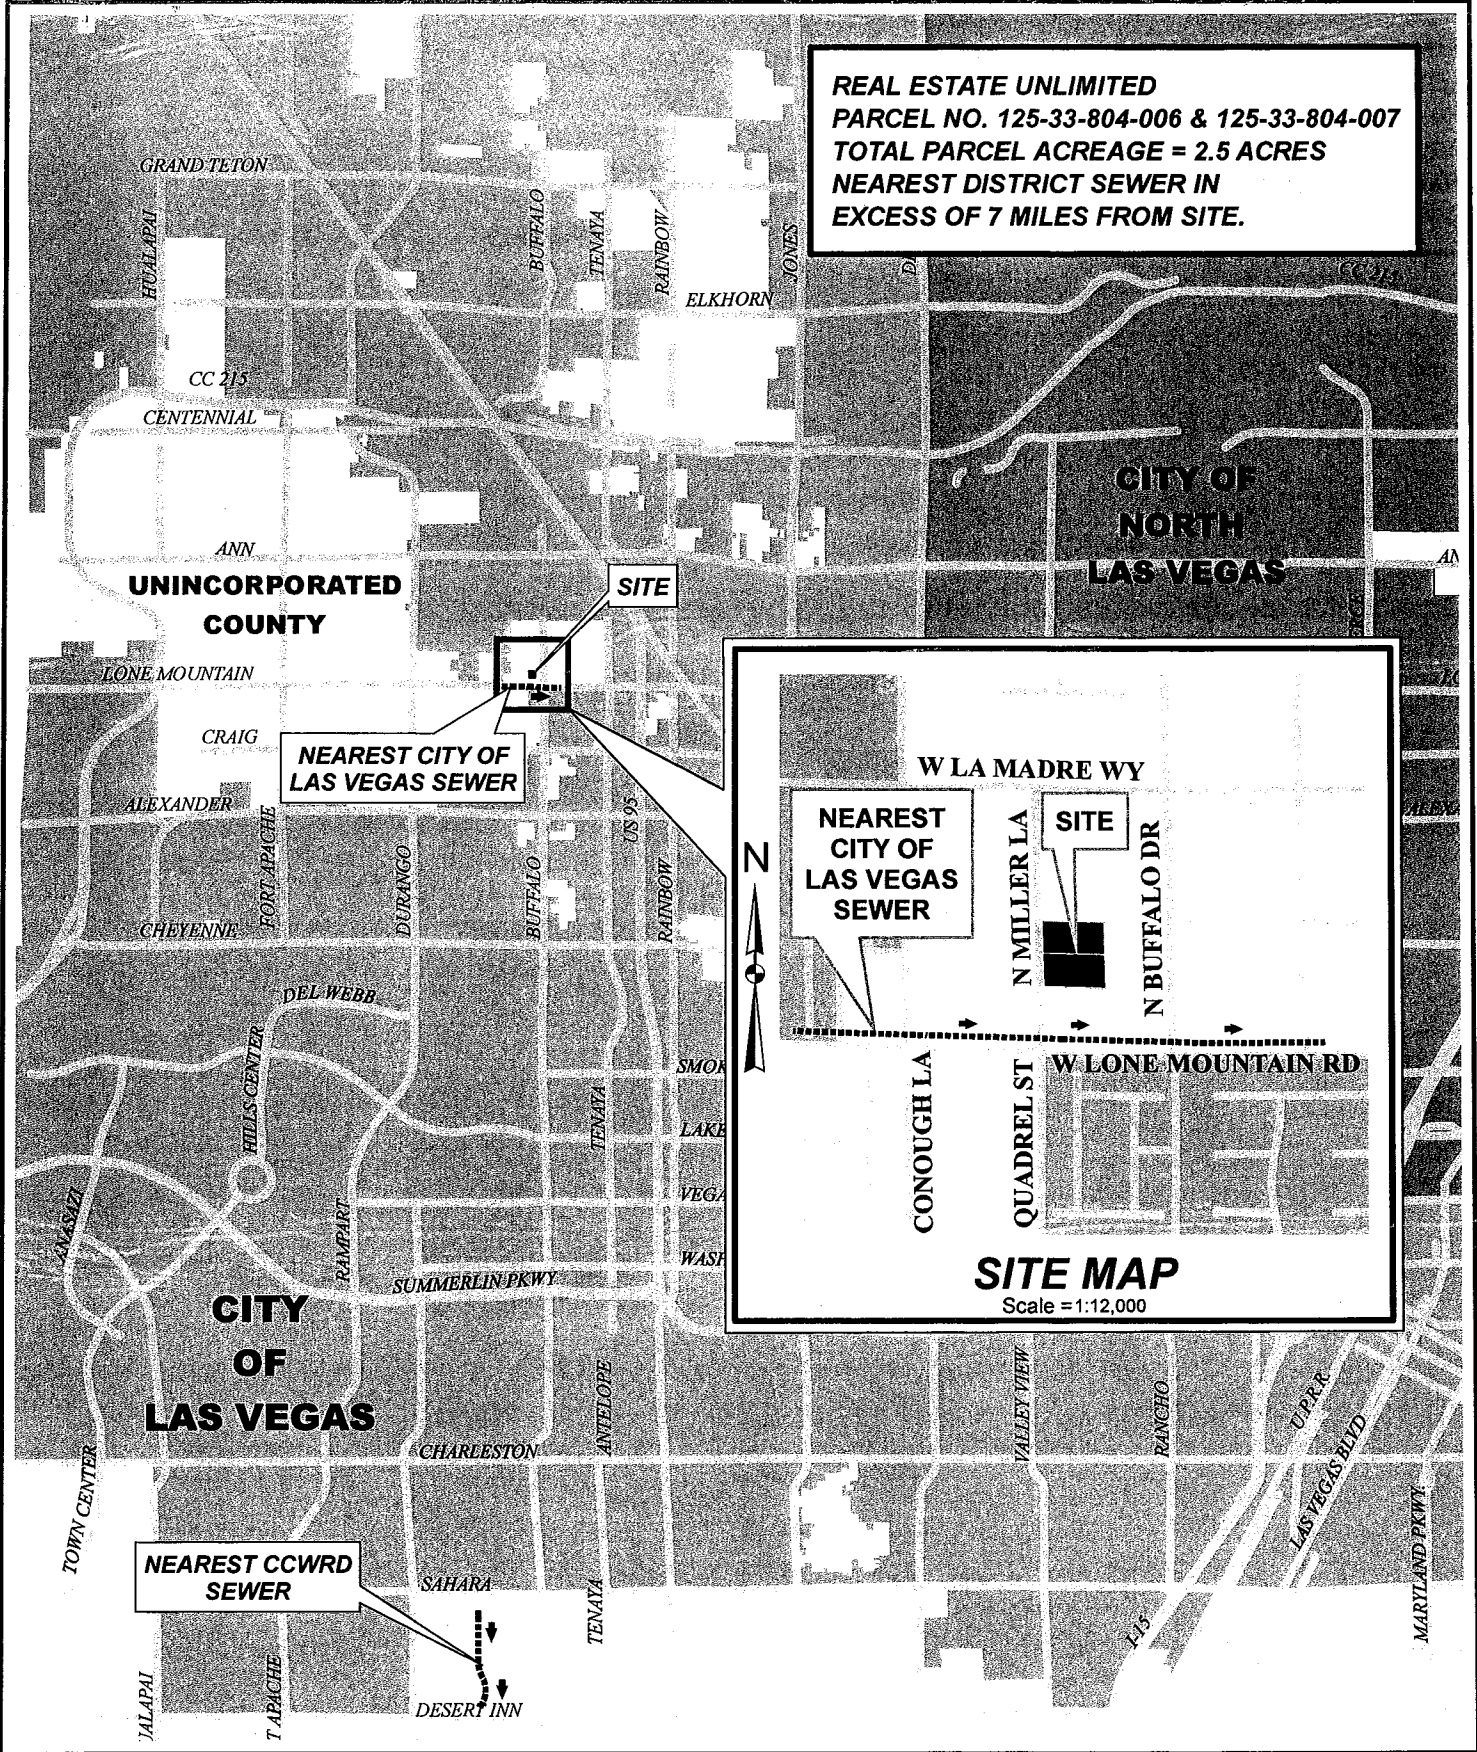 REAL ESTATE UNLIMITED
PARCEL NO. 125-33-804-006 & 125-33-804-007
TOTAL PARCEL ACREAGE = 2.5 ACRES
NEAREST DISTRICT SEWER IN
EXCESS OF 7 MILES FROM SITE.
GRAND TETON
HUALAPAI
BUFFALO
TENAYA
RAINBOW
JONES
CC 215
ELKHORN
CC 215
CENTENNIAL
CITY OF
NORTH
LAS VEGAS
ANN
UNINCORPORATED
COUNTY
SITE
LONE MOUNTAIN
CRAIG
NEAREST CITY OF
LAS VEGAS SEWER
ALEXANDER
FORT APACHE
DURANGO
BUFFALO
US 95
RAINBOW
CHEYENNE
DEL WEBB
HILLS CENTER
TENAYA
SMOK
LAKE
VEGA
WASH
ANASAZI
RAMPART
SUMMERLIN PKWY
CITY
OF
LAS VEGAS
W LA MADRE WY
NEAREST
CITY OF
LAS VEGAS
SEWER
N MILLER LA
SITE
N BUFFALO DR
N
W LONE MOUNTAIN RD
CONOUGH LA
QUADREL ST
SITE MAP
Scale =1:12,000
TOWN CENTER
CHARLESTON
ANTELOPE
VALLEY VIEW
RANCHO
U.P.R.R.
LAS VEGAS BLVD
MARYLAND PKWY
I-15
NEAREST CCWRD
SEWER
SAHARA
TENAYA
JALAPAI
T APACHE
DESERT INN